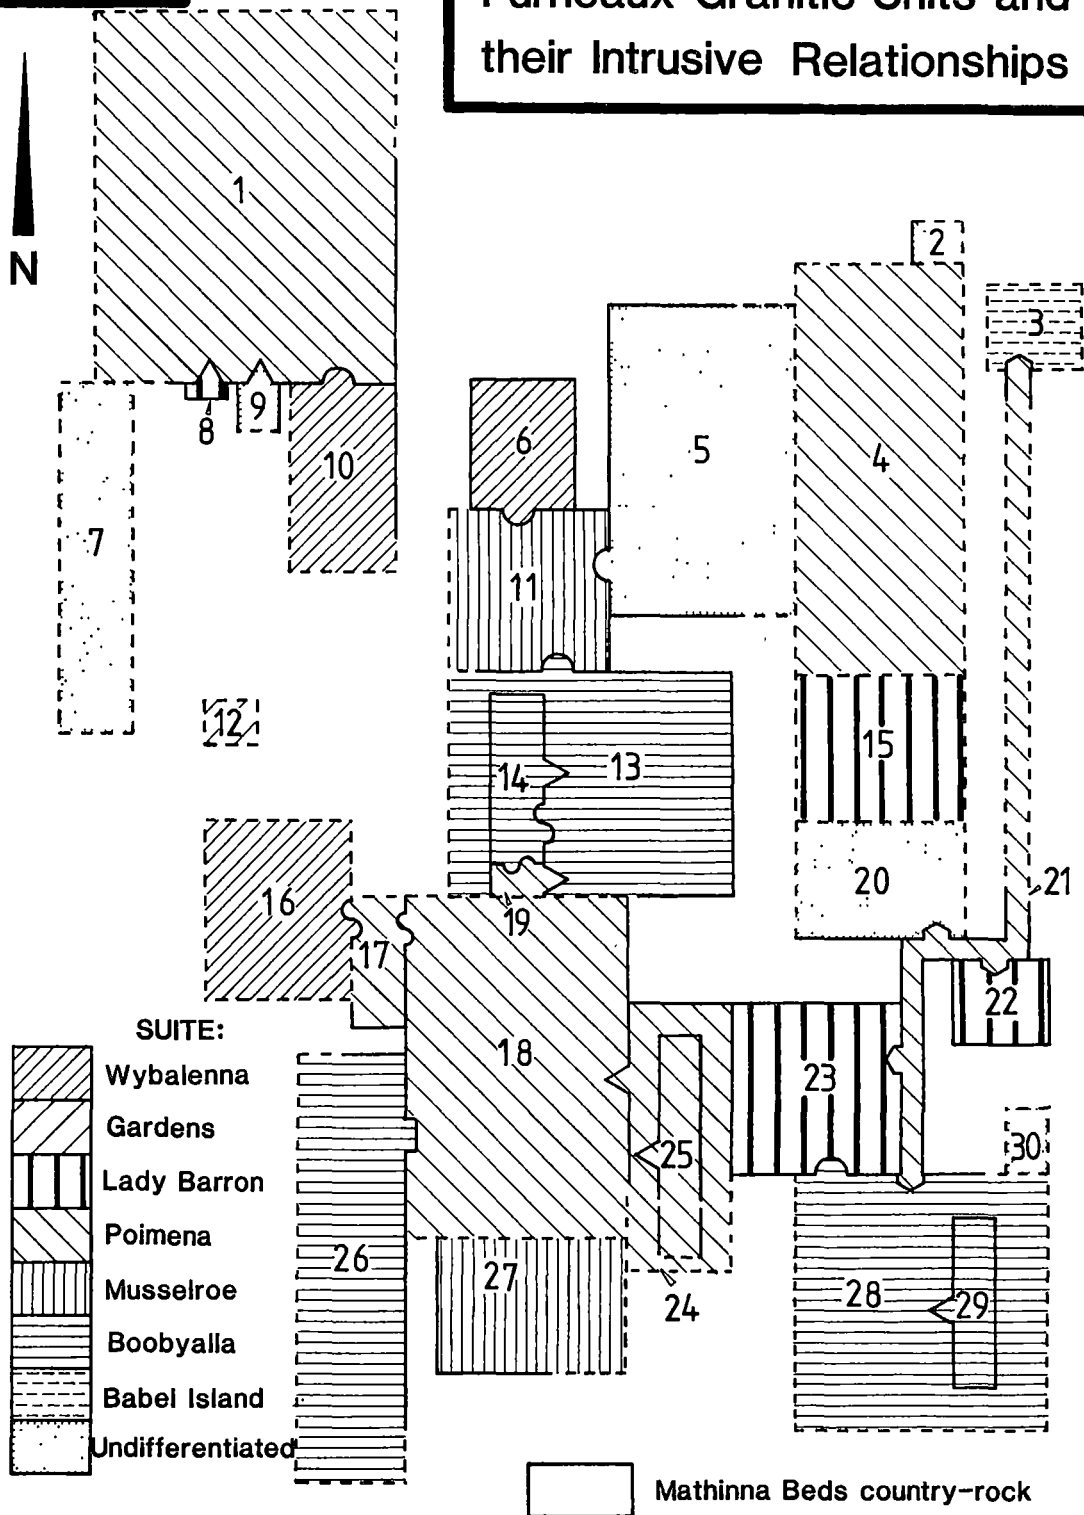 Furneaux Granitic Units and
their Intrusive Relationships
N
1
2
3
4
5
6
7
8
9
10
11
12
13
14
15
16
17
18
19
20
21
22
23
24
25
26
27
28
29
30
SUITE:
Wybalenna
Gardens
Lady Barron
Poimena
Musselroe
Boobyalla
Babel Island
Undifferentiated
Mathinna Beds country-rock